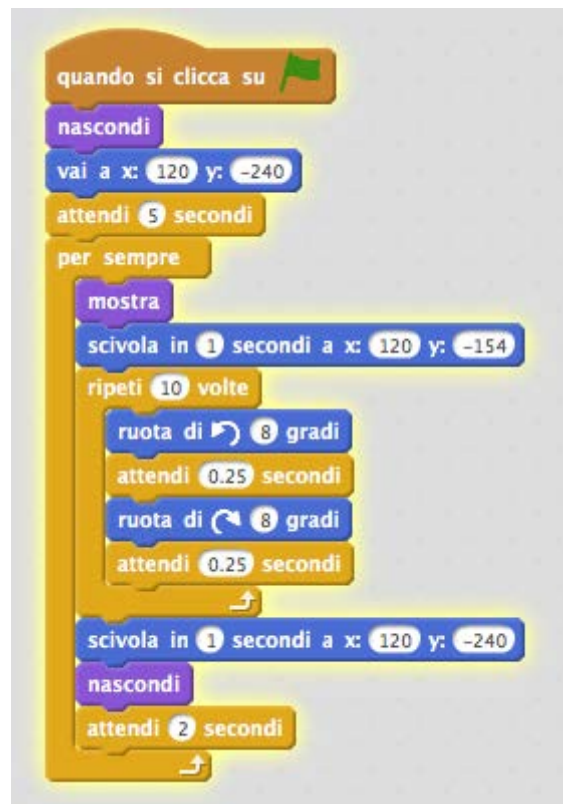 quando si clicca su
nascondi
vai a x: 120 y: -240
attendi 5 secondi
per sempre
mostra
scivola in 1 secondi a x: 120 y: -154
ripeti 10 volte
ruota di 8 gradi
attendi 0.25 secondi
ruota di 8 gradi
attendi 0.25 secondi
scivola in 1 secondi a x: 120 y: -240
nascondi
attendi 2 secondi